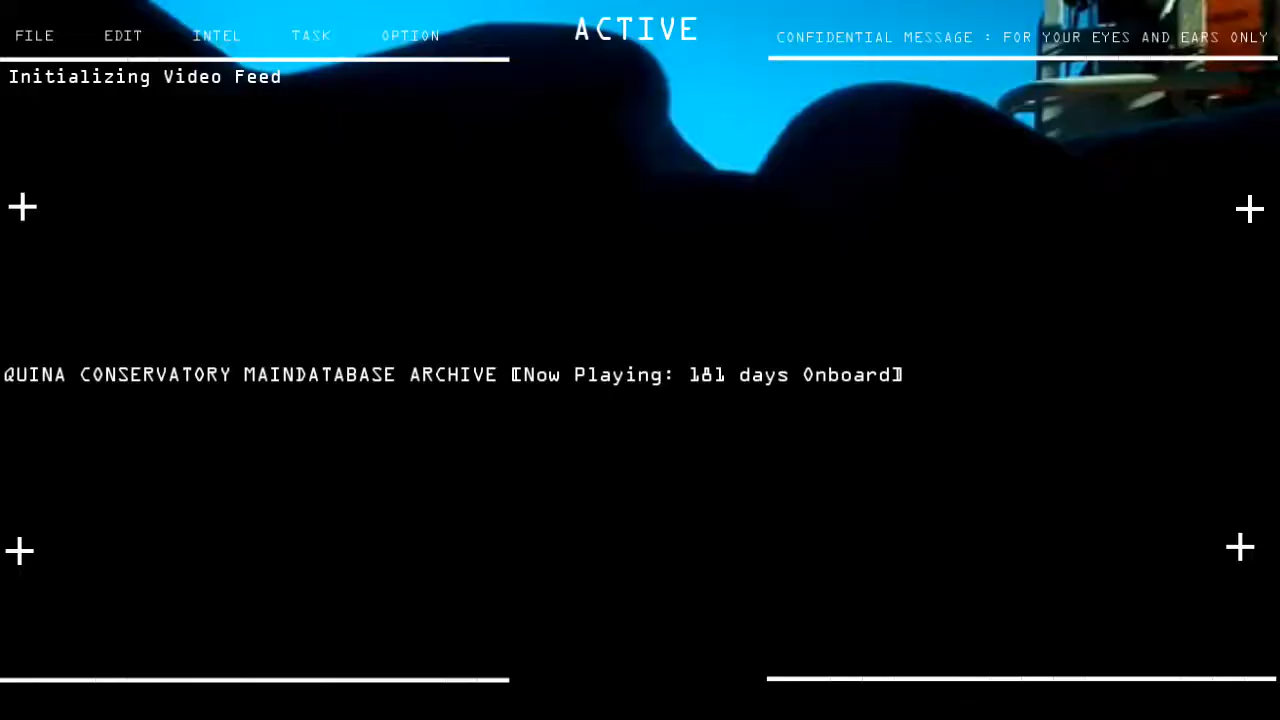 FILE EDIT INTEL TASK OPTION
ACTIVE
CONFIDENTIAL MESSAGE : FOR YOUR EYES AND EARS ONLY
Initializing Video Feed
QUINA CONSERVATORY MAINDATABASE ARCHIVE [Now Playing: 181 days Onboard]